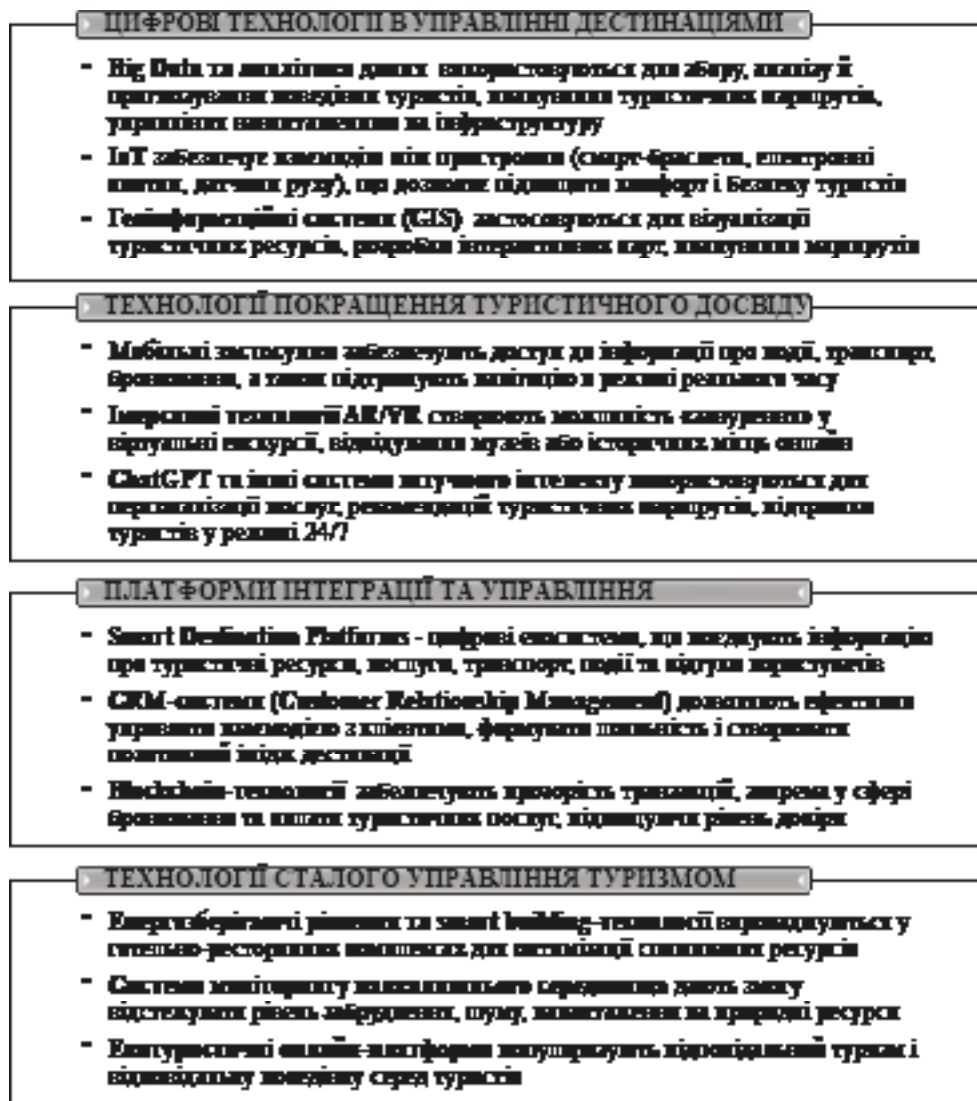 ЦИФРОВІ ТЕХНОЛОГІЇ В УПРАВЛІННІ ДЕСТИНАЦІЯМИ
- Big Data та аналітика даних використовуються для збору, аналізу й
прогнозування поведінки туристів, планування туристичних маршрутів,
управління навантаженням на інфраструктуру
- IoT забезпечує взаємодію між пристроями (смарт-браслети, електронні
квитки, датчики руху), що дозволяє підвищити комфорт і безпеку туристів
- Геоінформаційні системи (GIS) застосовуються для візуалізації
туристичних ресурсів, розробки інтерактивних карт, планування маршрутів
ТЕХНОЛОГІЇ ПОКРАЩЕННЯ ТУРИСТИЧНОГО ДОСВІДУ
- Мобільні застосунки забезпечують доступ до інформації про події, транспорт,
бронювання, а також підтримують навігацію в режимі реального часу
- Імерсивні технології AR/VR створюють можливість «занурення» у
віртуальні екскурсії, відвідування музеїв або історичних місць онлайн
- ChatGPT та інші системи штучного інтелекту використовуються для
персоналізації послуг, рекомендацій туристичних маршрутів, підтримки
туристів у режимі 24/7
ПЛАТФОРМИ ІНТЕГРАЦІЇ ТА УПРАВЛІННЯ
- Smart Destination Platforms - цифрові екосистеми, що поєднують інформацію
про туристичні ресурси, послуги, транспорт, події та відгуки користувачів
- CRM-системи (Customer Relationship Management) дозволяють ефективно
управляти взаємодією з клієнтами, формувати лояльність і створювати
позитивний імідж дестинації
- Blockchain-технології забезпечують прозорість транзакцій, зокрема у сфері
бронювання та оплати туристичних послуг, підвищуючи рівень довіри
ТЕХНОЛОГІЇ СТАЛОГО УПРАВЛІННЯ ТУРИЗМОМ
- Енергозберігаючі рішення та smart building-технології впроваджуються у
готельно-ресторанних комплексах для оптимізації споживання ресурсів
- Системи моніторингу навколишнього середовища дають змогу
відстежувати рівень забруднення, шуму, навантаження на природні ресурси
- Екотуристичні онлайн-платформи популяризують відповідальний туризм і
відповідальну поведінку серед туристів